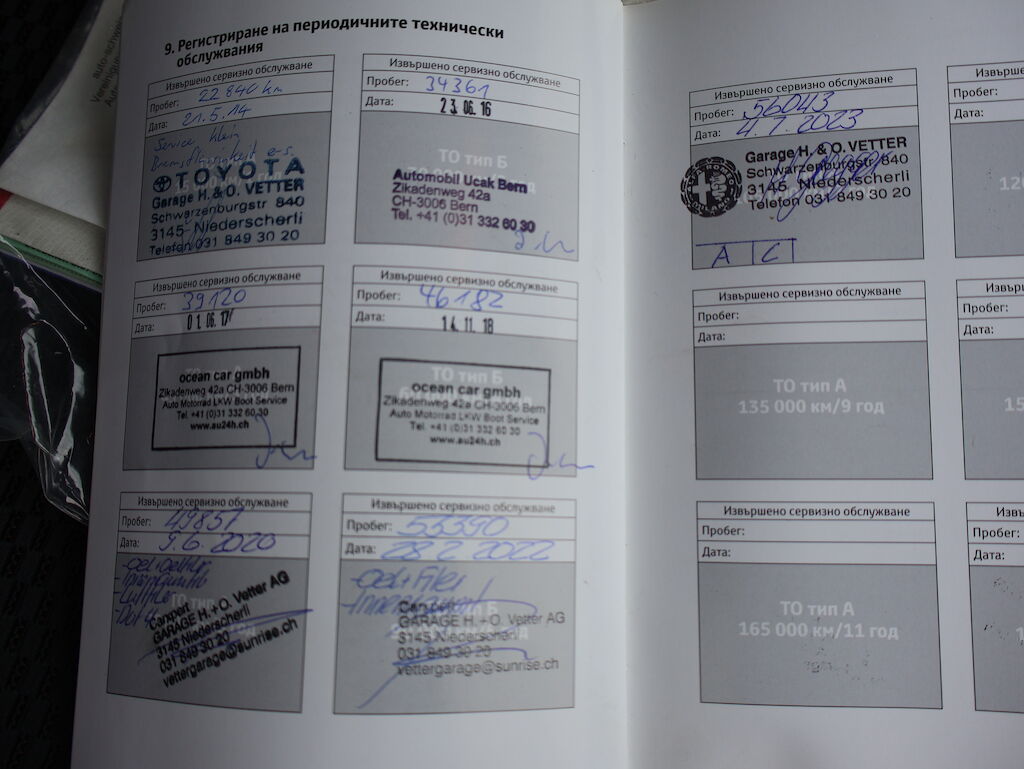 9. Регистриране на периодичните технически
обслужвания
Извършено сервизно обслужване
Пробег: 22 840 km
Дата: 21.5.14
Service klein
TOYOTA
Garage H. & O. VETTER
Schwarzenburgstr 840
3145 Niederscherli
Telefon 031 849 30 20
Извършено сервизно обслужване
Пробег: 34361
Дата: 23. 06. 16
ТО тип Б
Automobil Ucak Bern
Zikadenweg 42a
CH-3006 Bern
Tel. +41 (0)31 332 60 30
Извършено сервизно обслужване
Пробег: 39120
Дата: 01. 06. 17
ocean car gmbh
Zikadenweg 42a CH-3006 Bern
Auto Motorrad LKW Boot Service
Tel. +41 (0)31 332 60 30
www.au24h.ch
Извършено сервизно обслужване
Пробег: 46182
Дата: 14. 11. 18
ТО тип Б
ocean car gmbh
Zikadenweg 42a CH-3006 Bern
Auto Motorrad LKW Boot Service
Tel. +41 (0)31 332 60 30
www.au24h.ch
Извършено сервизно обслужване
Пробег: 49857
Дата: 9.6.2020
Carxpert
GARAGE H. + O. Vetter AG
3145 Niederscherli
031 849 30 20
vettergarage@sunrise.ch
Извършено сервизно обслужване
Пробег: 55390
Дата: 28.2.2022
-Oel+Filter
GARAGE H. + O. Vetter AG
3145 Niederscherli
031 849 30 20
vettergarage@sunrise.ch
Извършено сервизно обслужване
Пробег: 56043
Дата: 4.7.2023
Garage H. & O. VETTER
Schwarzenburgstr. 840
3145 Niederscherli
Telefon 031 849 30 20
A C
Извършено сервизно обслужване
Пробег:
Дата:
ТО тип А
135 000 км/9 год
Извършено сервизно обслужване
Пробег:
Дата:
ТО тип А
165 000 км/11 год
Пробег:
Дата:
Пробег:
Дата:
Пробег:
Дата: